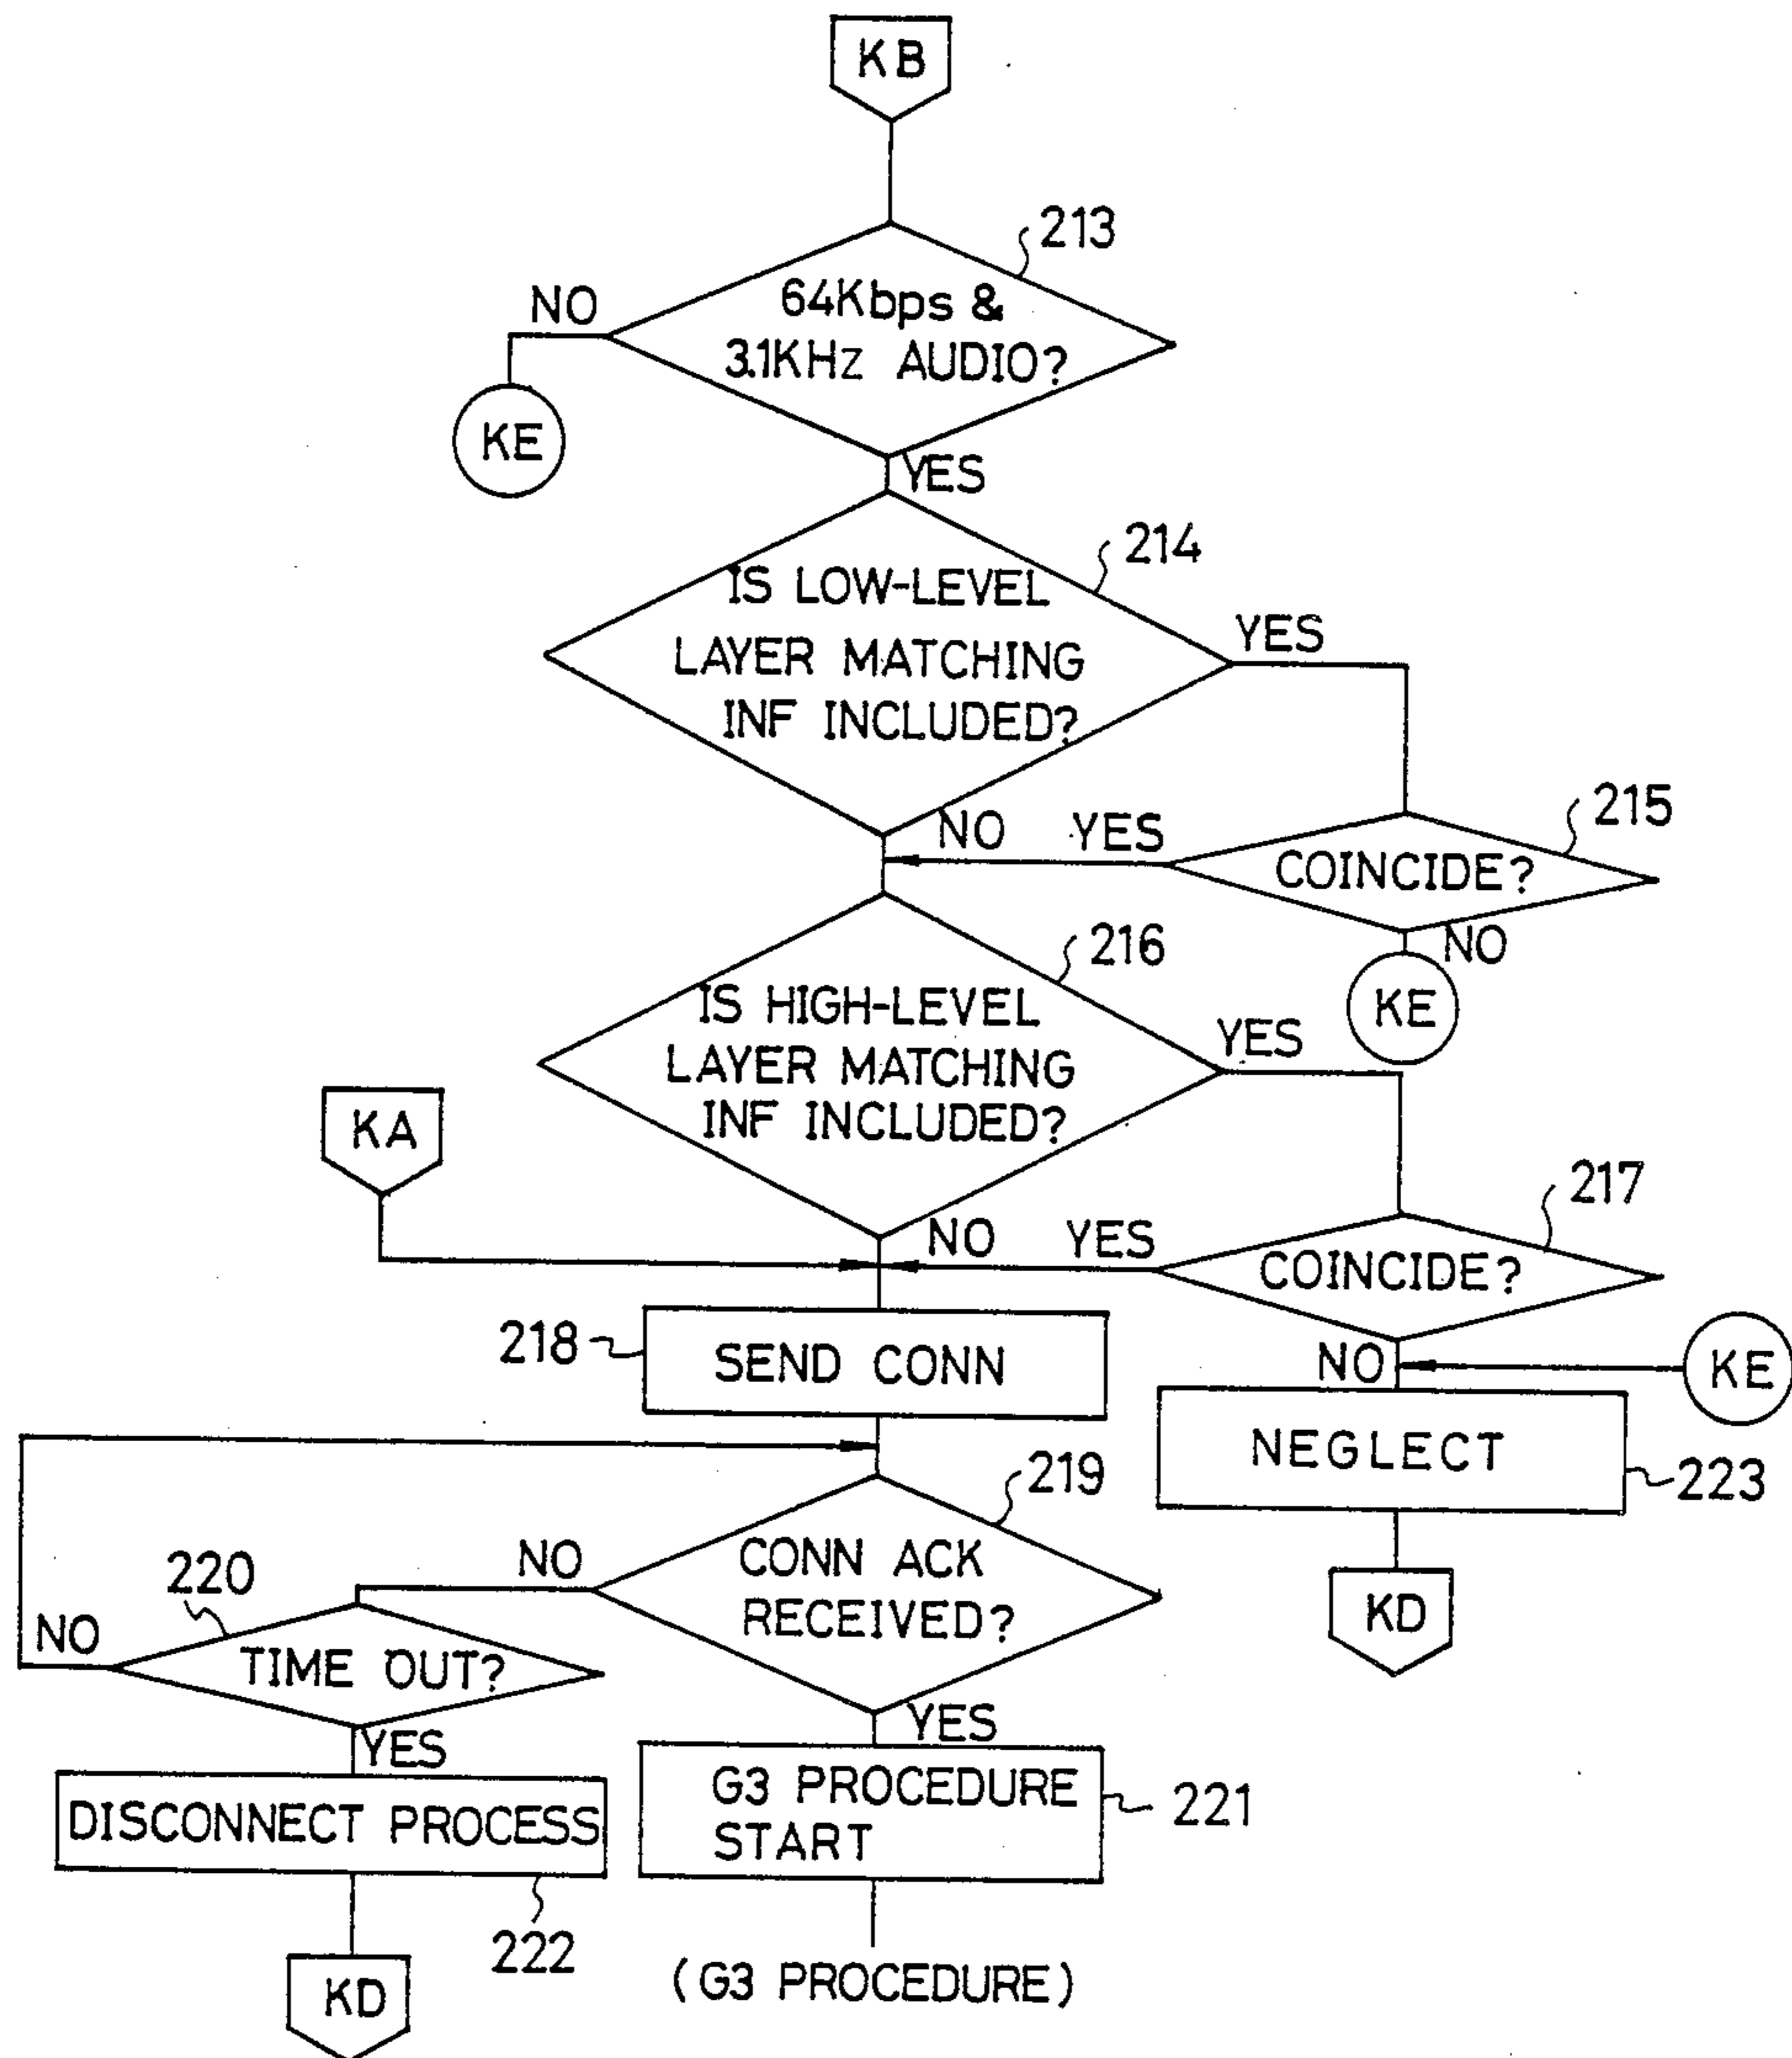 KB
213
64Kbps &
3.1KHz AUDIO?
NO
KE
YES
214
IS LOW-LEVEL
LAYER MATCHING
INF INCLUDED?
YES
215
NO
YES
COINCIDE?
NO
KE
216
IS HIGH-LEVEL
LAYER MATCHING
INF INCLUDED?
YES
KA
217
NO
YES
COINCIDE?
218
SEND CONN
NO
KE
NEGLECT
223
KD
219
CONN ACK
RECEIVED?
NO
220
NO
TIME OUT?
YES
DISCONNECT PROCESS
222
KD
YES
G3 PROCEDURE
START
221
(G3 PROCEDURE)